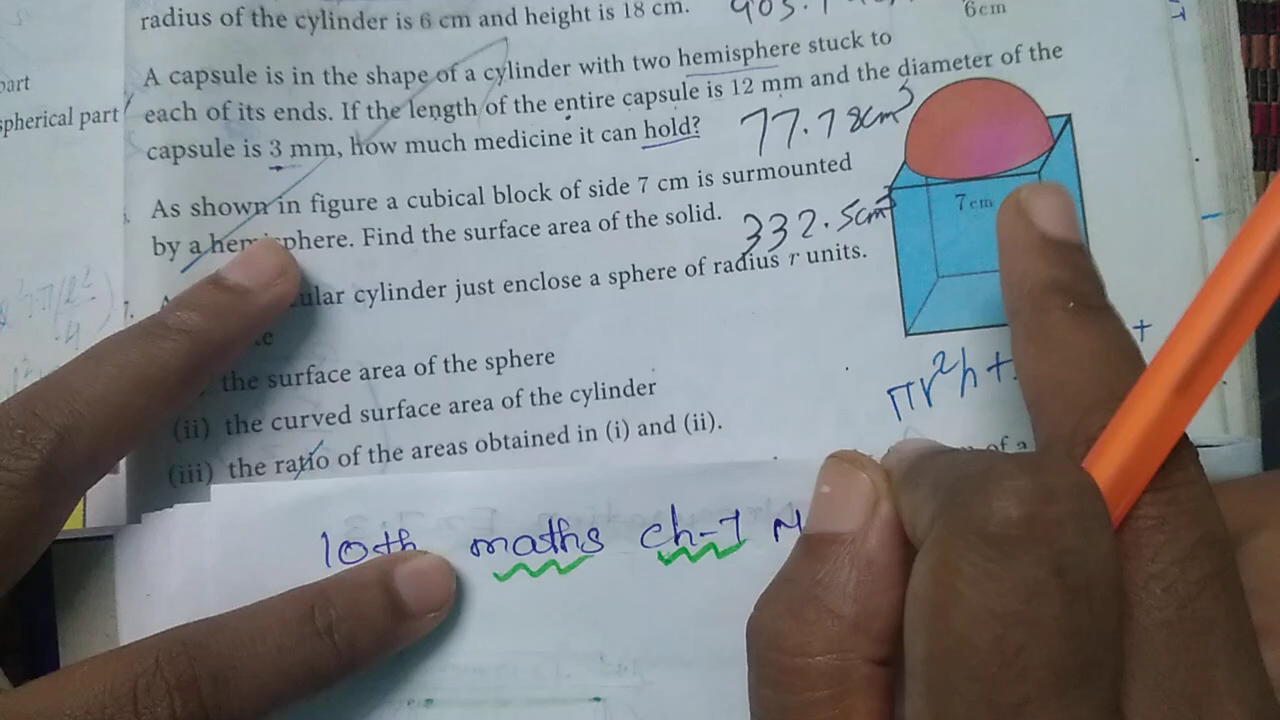 radius of the cylinder is 6 cm and height is 18 cm.
6cm
part
A capsule is in the shape of a cylinder with two hemisphere stuck to
spherical part
each of its ends. If the length of the entire capsule is 12 mm and the diameter of the
capsule is 3 mm, how much medicine it can hold?
77.78cm³
As shown in figure a cubical block of side 7 cm is surmounted
by a hemisphere. Find the surface area of the solid.
332.5cm²
7cm
cylinder just enclose a sphere of radius r units.
the surface area of the sphere
(ii) the curved surface area of the cylinder
πr²h +
(iii) the ratio of the areas obtained in (i) and (ii).
of a
10th maths ch-7